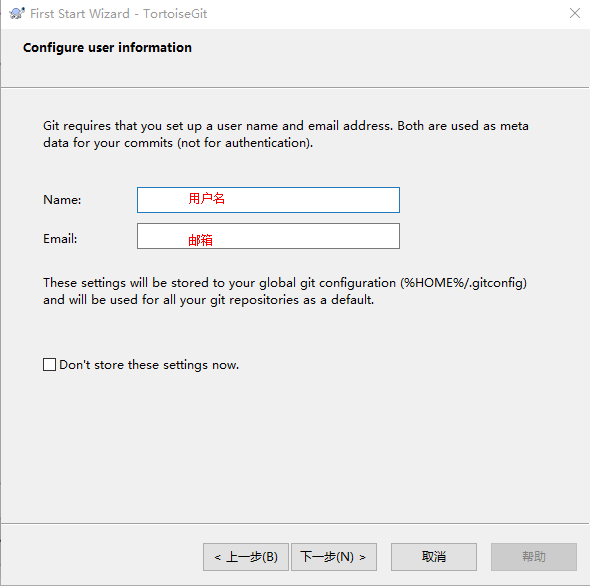 First Start Wizard - TortoiseGit
Configure user information
Git requires that you set up a user name and email address. Both are used as meta
data for your commits (not for authentication).
Name: 用户名
Email: 邮箱
These settings will be stored to your global git configuration (%HOME%/.gitconfig)
and will be used for all your git repositories as a default.
Don't store these settings now.
< 上一步(B) 下一步(N) > 取消 帮助